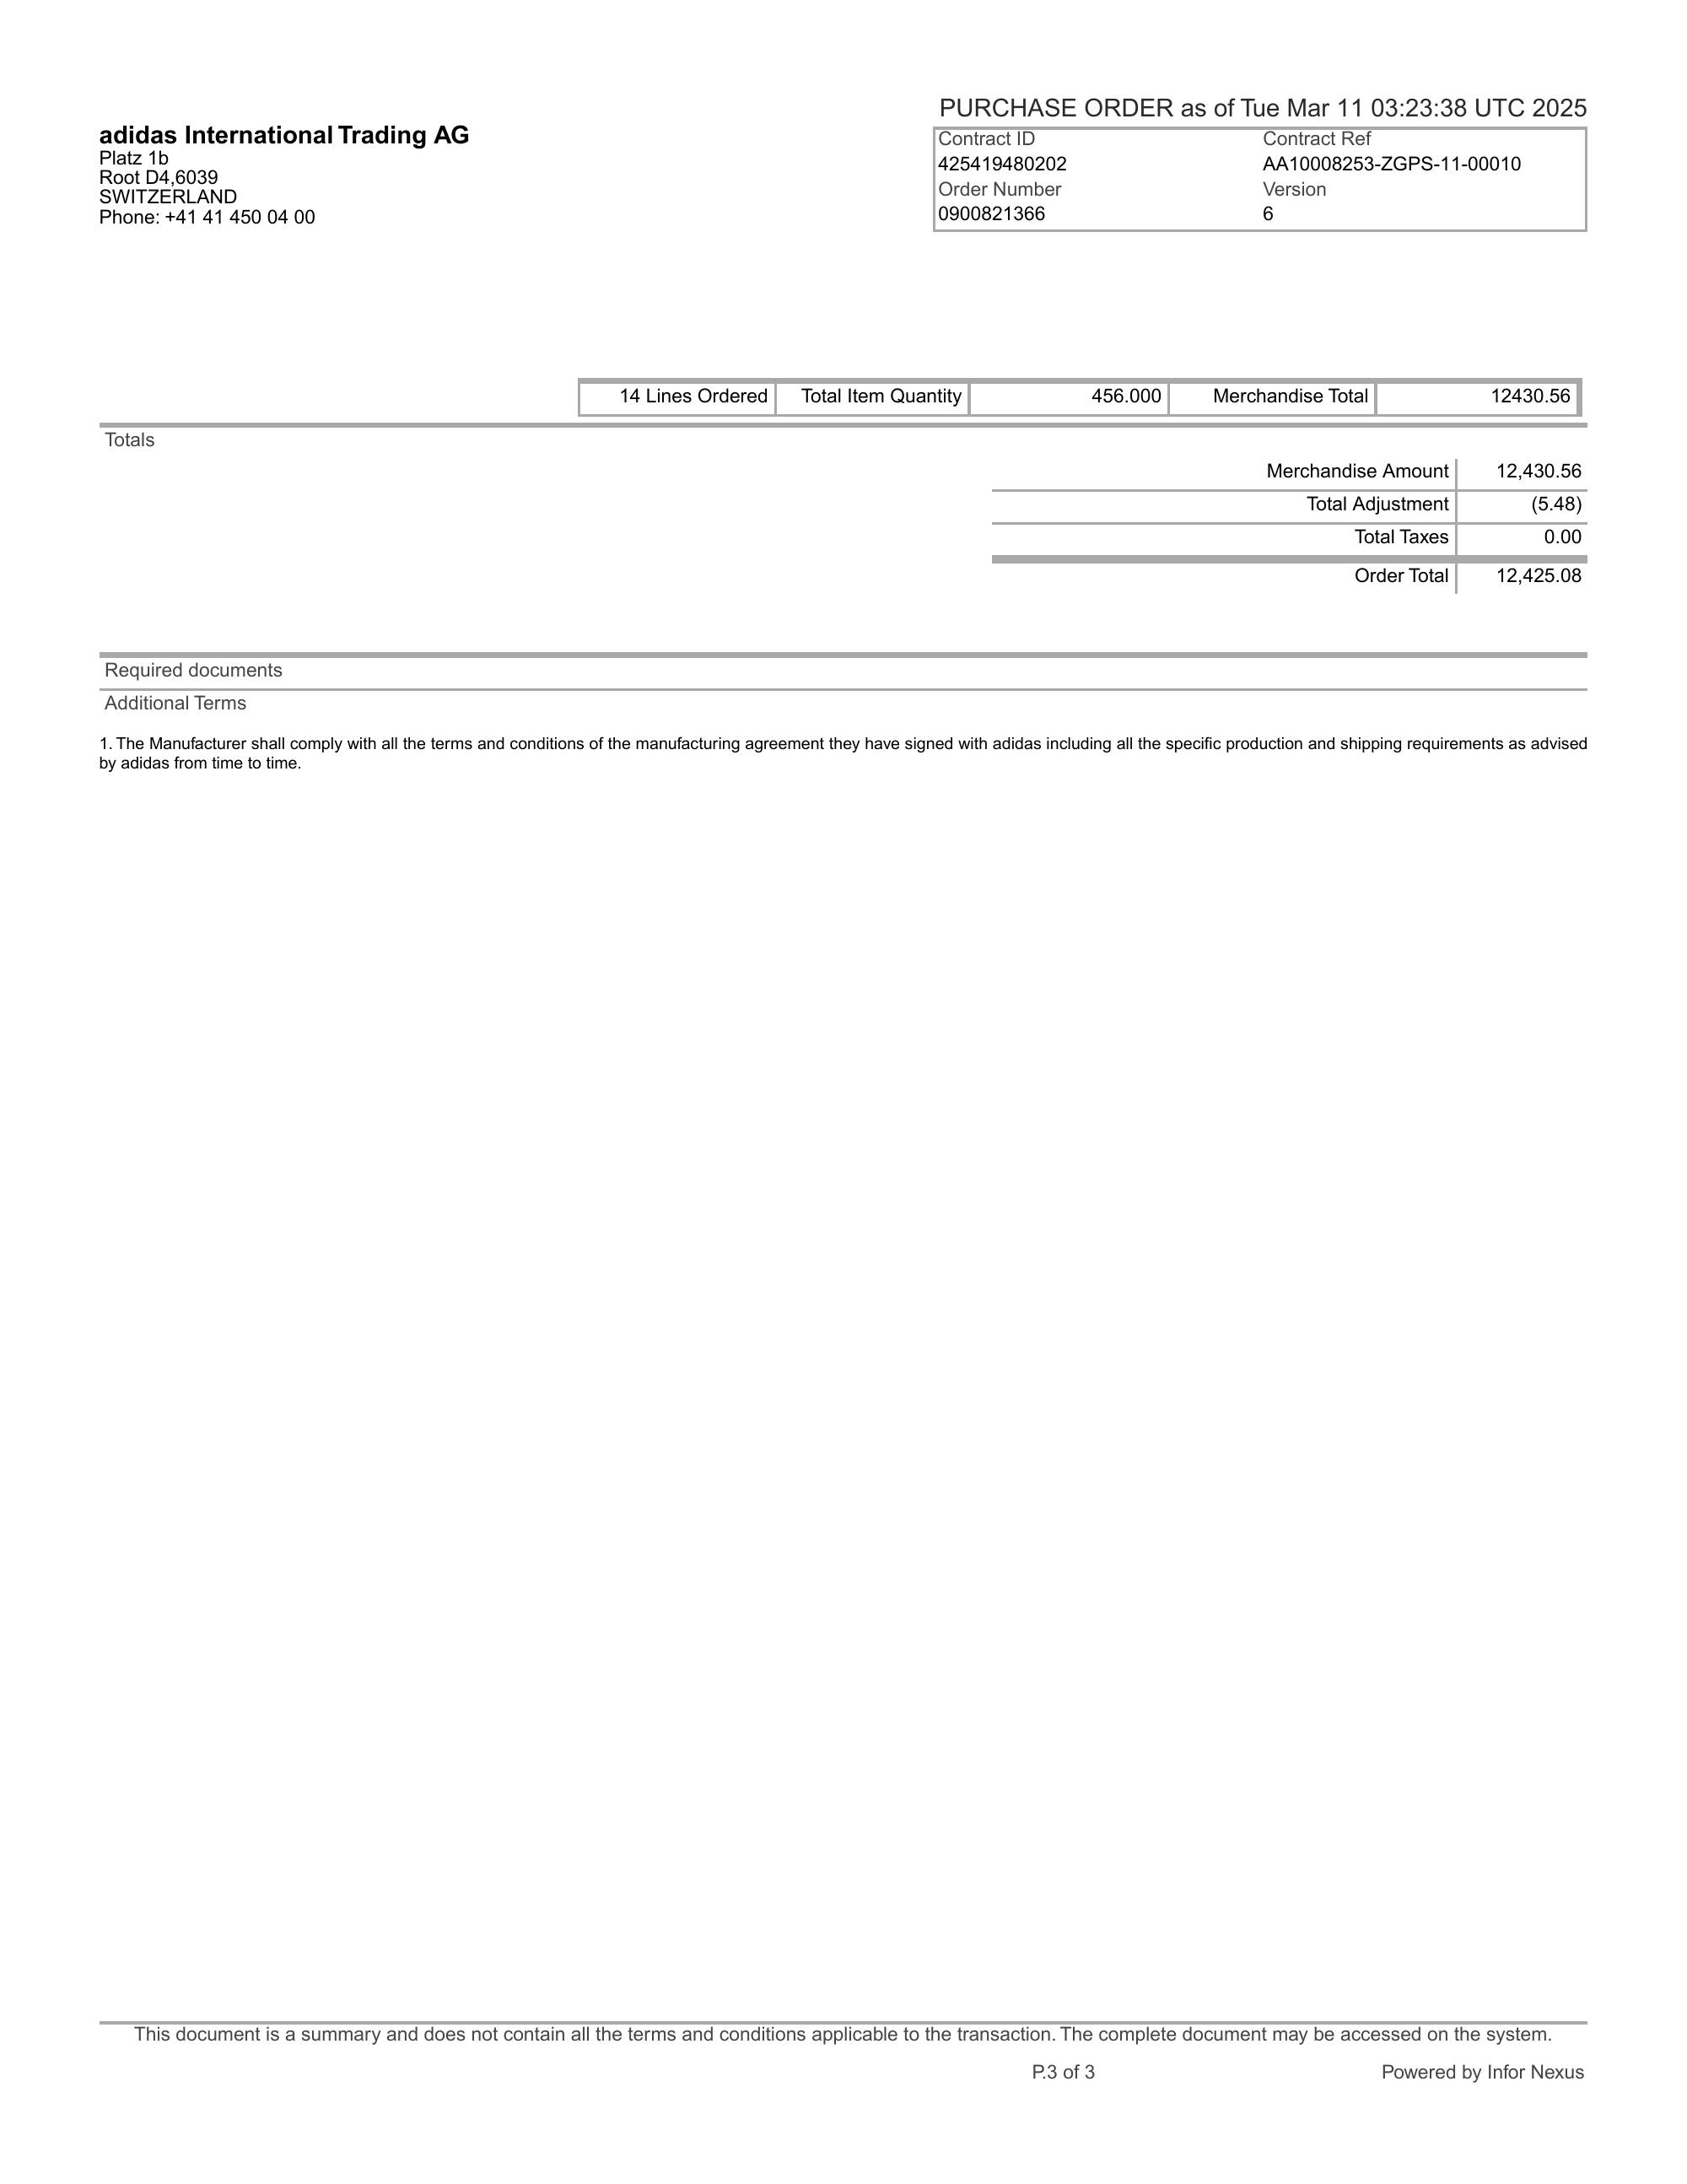 PURCHASE ORDER as of Tue Mar 11 03:23:38 UTC 2025
adidas International Trading AG
Platz 1b
Root D4,6039
SWITZERLAND
Phone: +41 41 450 04 00
Contract ID Contract Ref
425419480202 AA10008253-ZGPS-11-00010
Order Number Version
0900821366 6
14 Lines Ordered Total Item Quantity 456.000 Merchandise Total 12430.56
Totals
Merchandise Amount 12,430.56
Total Adjustment (5.48)
Total Taxes 0.00
Order Total 12,425.08
Required documents
Additional Terms
1. The Manufacturer shall comply with all the terms and conditions of the manufacturing agreement they have signed with adidas including all the specific production and shipping requirements as advised
by adidas from time to time.
This document is a summary and does not contain all the terms and conditions applicable to the transaction. The complete document may be accessed on the system.
P.3 of 3 Powered by Infor Nexus